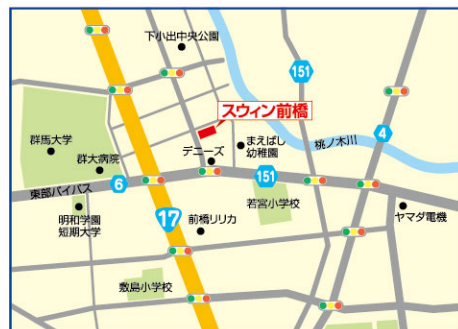 下小出中央公園
151
スウィン前橋
群馬大学
まえばし
幼稚園
桃ノ木川
4
デニーズ
群大病院
東部バイパス
6
151
明和学園
短期大学
17
前橋リリカ
若宮小学校
ヤマダ電機
敷島小学校